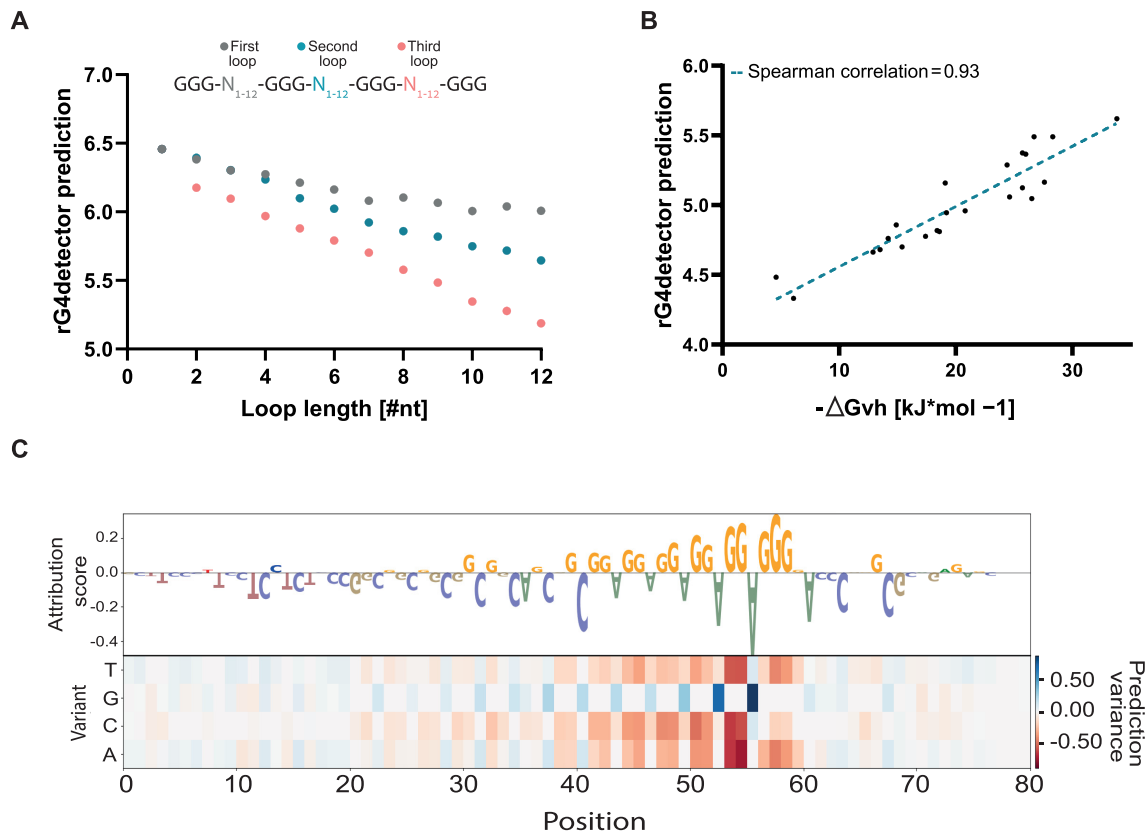 A
First loop
Second loop
Third loop
GGG-N1-12-GGG-N1-12-GGG-N1-12-GGG
rG4detector prediction
7.0
6.5
6.0
5.5
5.0
0 2 4 6 8 10 12
Loop length [#nt]
B
Spearman correlation=0.93
rG4detector prediction
6.0
5.5
5.0
4.5
4.0
0 10 20 30
-△Gvh [kJ*mol −1]
C
Attribution score
0.2
0.0
-0.2
-0.4
Variant
T
G
C
A
0.50
0.00
-0.50
Prediction variance
0 10 20 30 40 50 60 70 80
Position